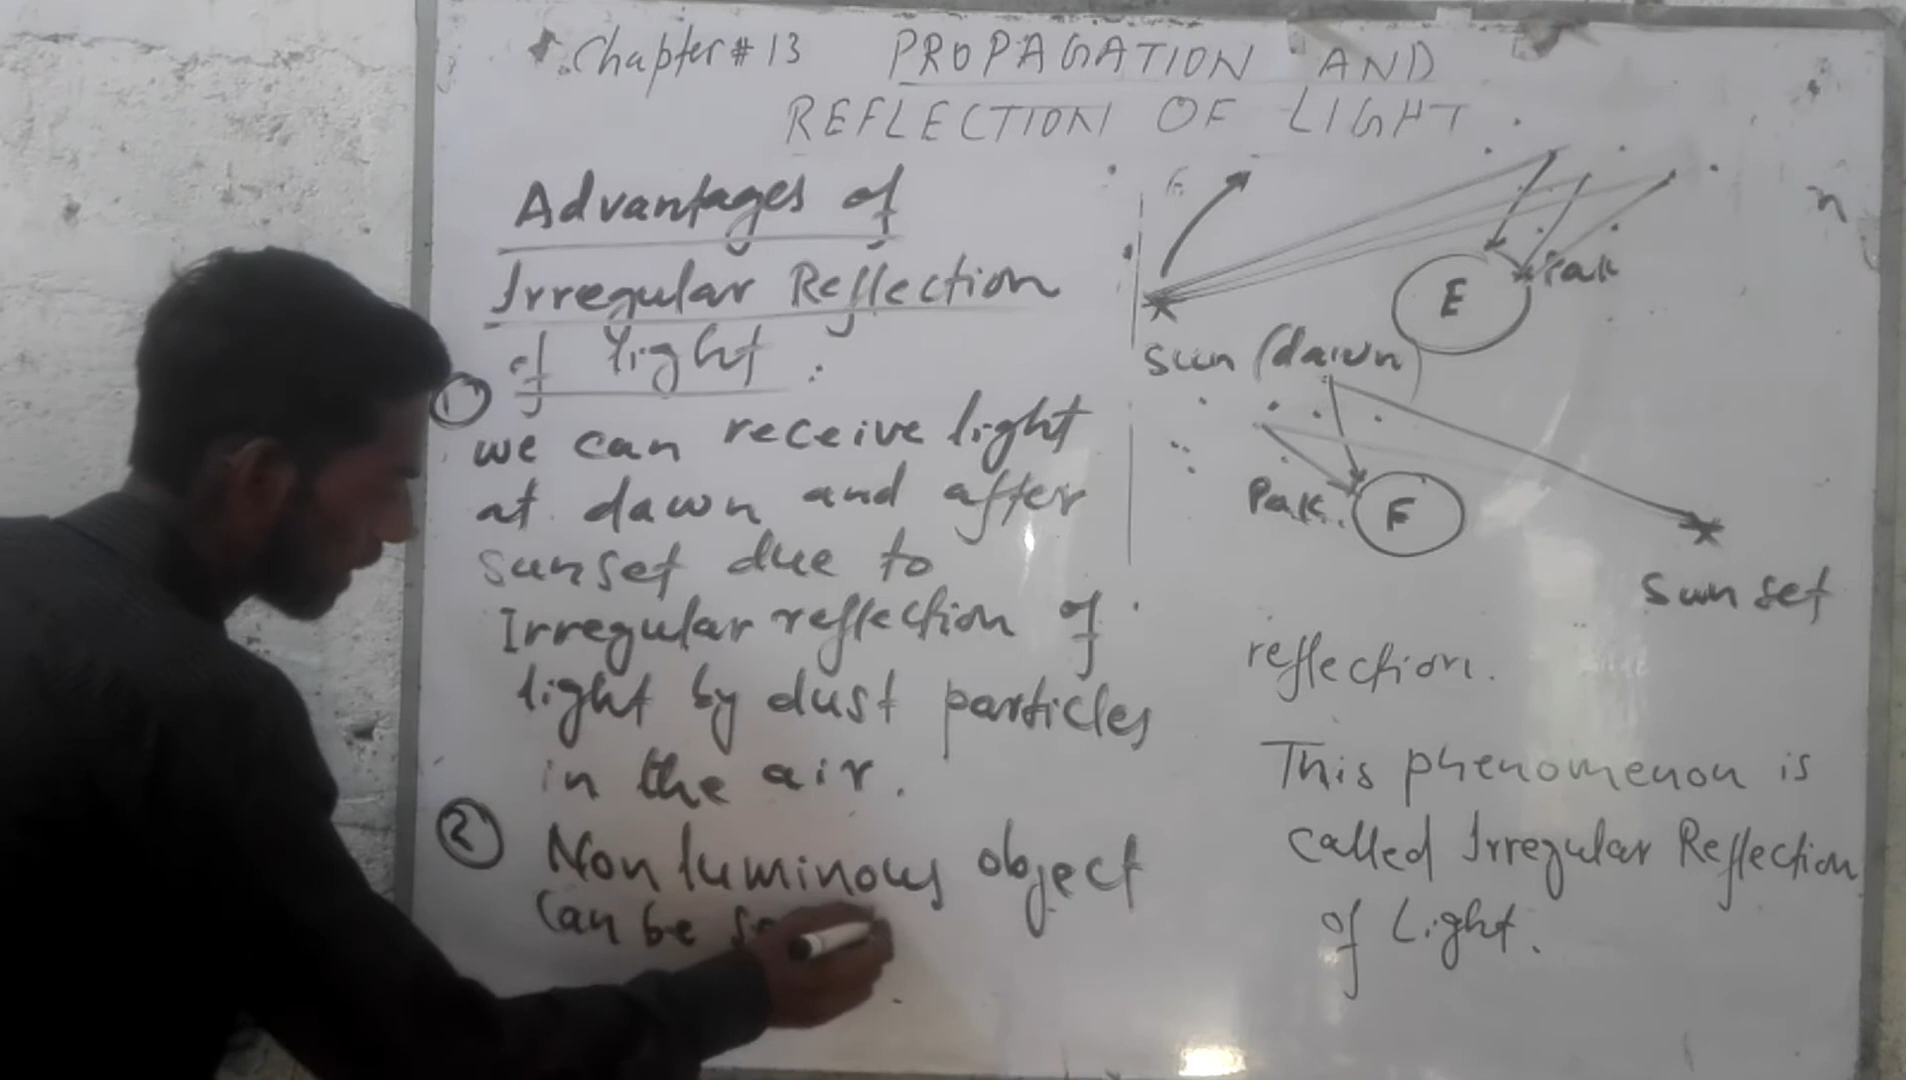 Chapter # 13 PROPAGATION AND
REFLECTION OF LIGHT
Advantages of
Irregular Reflection
of light :
①
we can receive light
at dawn and after
sunset due to
Irregular reflection of
light by dust particles
in the air.
② Non luminous object
can be
E
Pak
sun (dawn)
Pak.
E
sun set
reflection.
This phenomenon is
called Irregular Reflection
of Light.
n